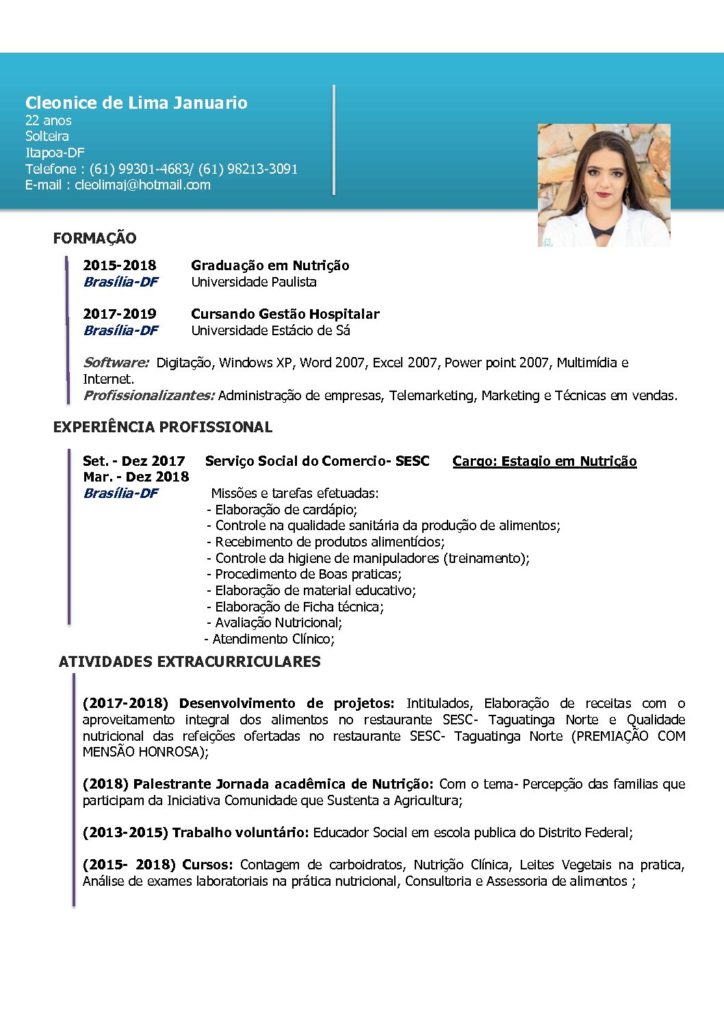 Cleonice de Lima Januario
22 anos
Solteira
Itapoa-DF
Telefone : (61) 99301-4683/ (61) 98213-3091
E-mail : cleolimaj@hotmail.com
FORMAÇÃO
2015-2018 Graduação em Nutrição
Brasília-DF Universidade Paulista
2017-2019 Cursando Gestão Hospitalar
Brasília-DF Universidade Estácio de Sá
Software: Digitação, Windows XP, Word 2007, Excel 2007, Power point 2007, Multimídia e
Internet.
Profissionalizantes: Administração de empresas, Telemarketing, Marketing e Técnicas em vendas.
EXPERIÊNCIA PROFISSIONAL
Set. - Dez 2017 Serviço Social do Comercio- SESC Cargo: Estagio em Nutrição
Mar. - Dez 2018
Brasília-DF Missões e tarefas efetuadas:
- Elaboração de cardápio;
- Controle na qualidade sanitária da produção de alimentos;
- Recebimento de produtos alimentícios;
- Controle da higiene de manipuladores (treinamento);
- Procedimento de Boas praticas;
- Elaboração de material educativo;
- Elaboração de Ficha técnica;
- Avaliação Nutricional;
- Atendimento Clínico;
ATIVIDADES EXTRACURRICULARES
(2017-2018) Desenvolvimento de projetos: Intitulados, Elaboração de receitas com o
aproveitamento integral dos alimentos no restaurante SESC- Taguatinga Norte e Qualidade
nutricional das refeições ofertadas no restaurante SESC- Taguatinga Norte (PREMIAÇÃO COM
MENSÃO HONROSA);
(2018) Palestrante Jornada acadêmica de Nutrição: Com o tema- Percepção das familias que
participam da Iniciativa Comunidade que Sustenta a Agricultura;
(2013-2015) Trabalho voluntário: Educador Social em escola publica do Distrito Federal;
(2015- 2018) Cursos: Contagem de carboidratos, Nutrição Clínica, Leites Vegetais na pratica,
Análise de exames laboratoriais na prática nutricional, Consultoria e Assessoria de alimentos ;